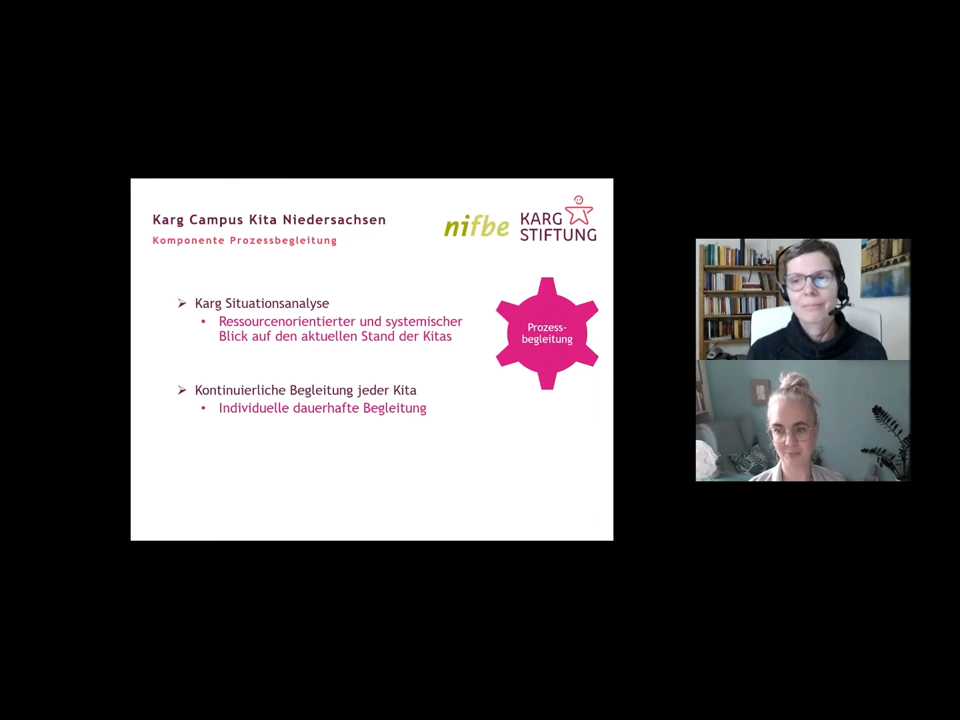 Karg Campus Kita Niedersachsen
Komponente Prozessbegleitung
nifbe
KARG
STIFTUNG
Karg Situationsanalyse
Ressourcenorientierter und systemischer
Blick auf den aktuellen Stand der Kitas
Prozess-
begleitung
Kontinuierliche Begleitung jeder Kita
Individuelle dauerhafte Begleitung